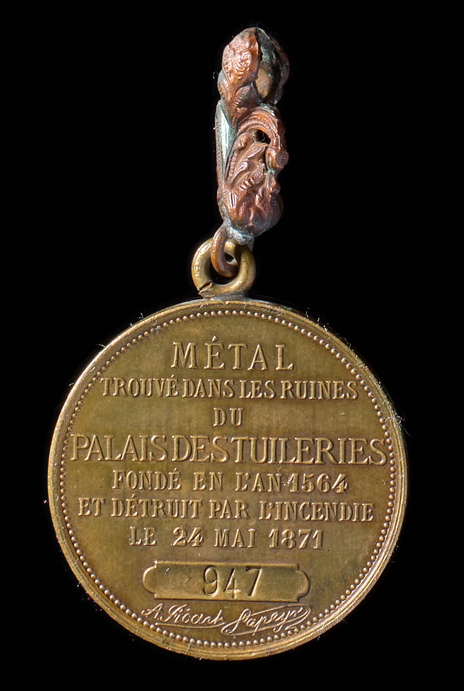 MÉTAL
TROUVÉ DANS LES RUINES
DU
PALAIS DES TUILERIES
FONDÉ EN L'AN 1564
ET DÉTRUIT PAR L'INCENDIE
LE 24 MAI 1871
947
A. Picart